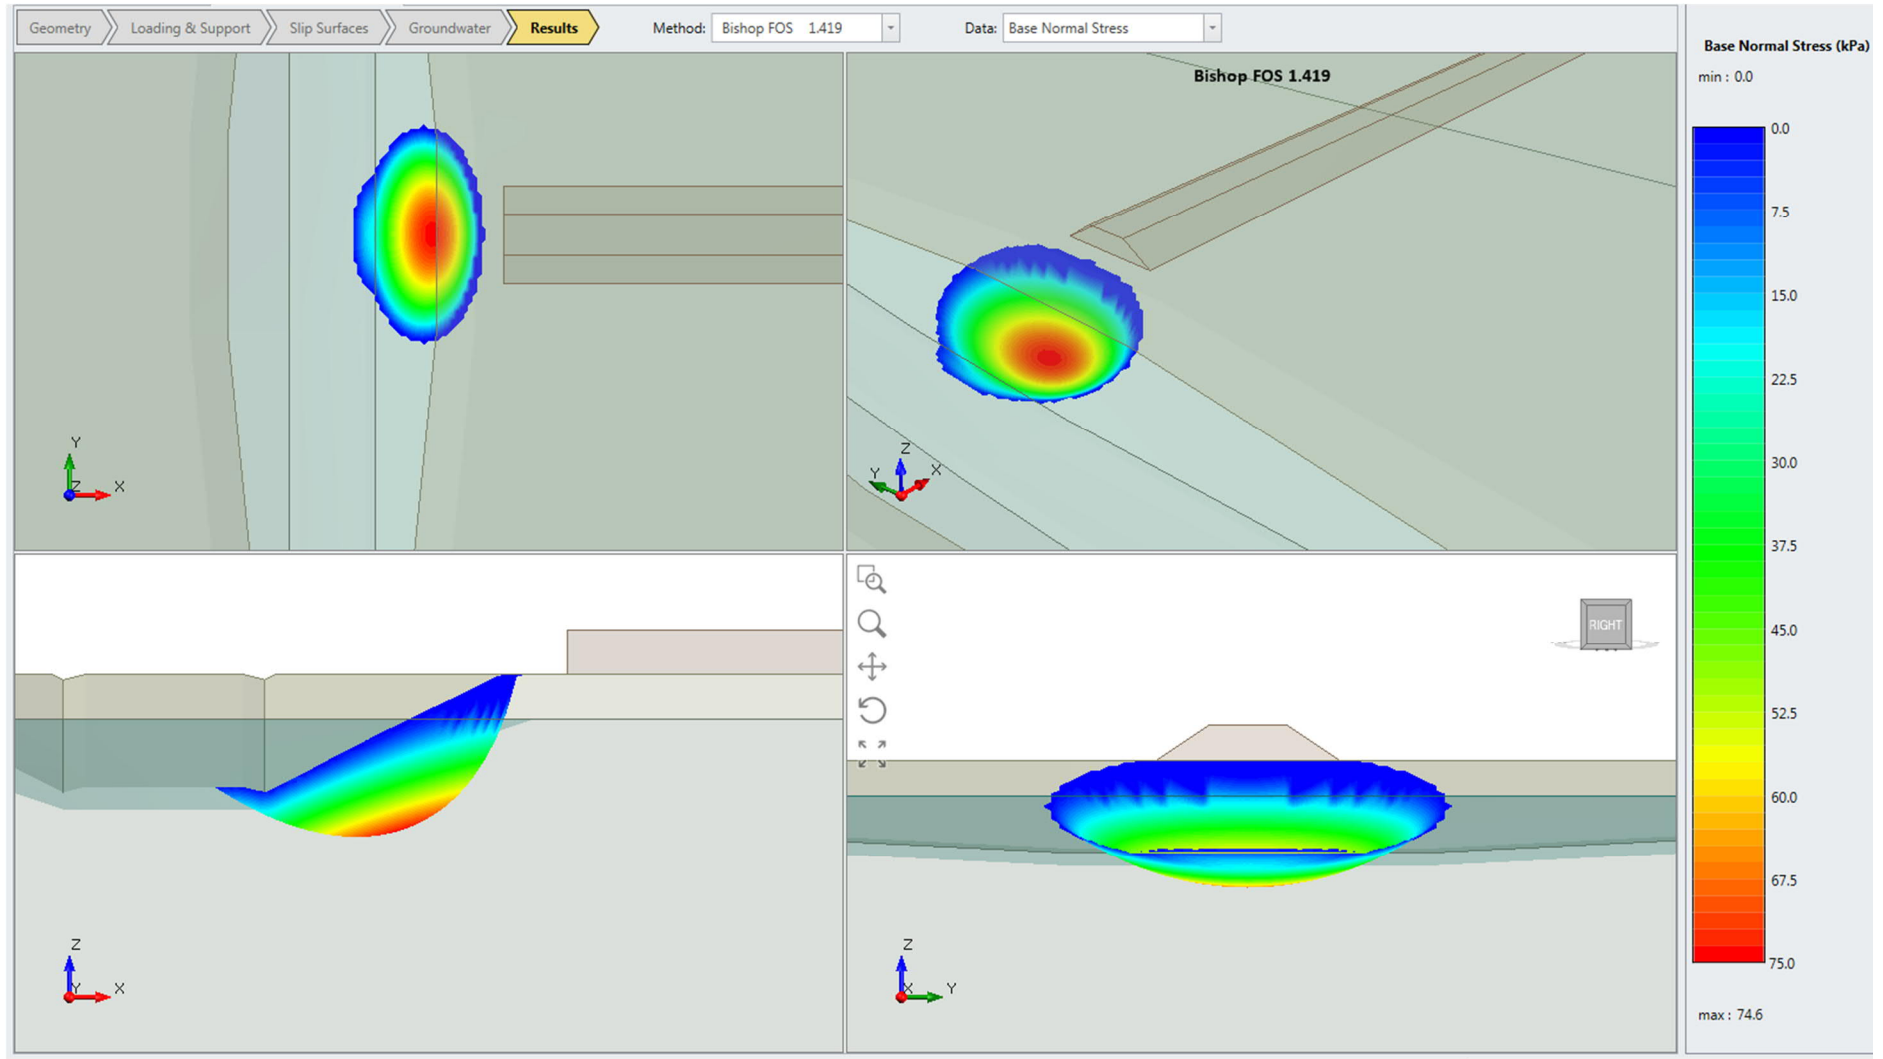 Geometry Loading & Support Slip Surfaces Groundwater Results Method: Bishop FOS 1.419 Data: Base Normal Stress
Bishop FOS 1.419
Y
Z X
Z
Y X
RIGHT
Z
Y X
Z
X Y
Base Normal Stress (kPa)
min : 0.0
0.0
7.5
15.0
22.5
30.0
37.5
45.0
52.5
60.0
67.5
75.0
max : 74.6